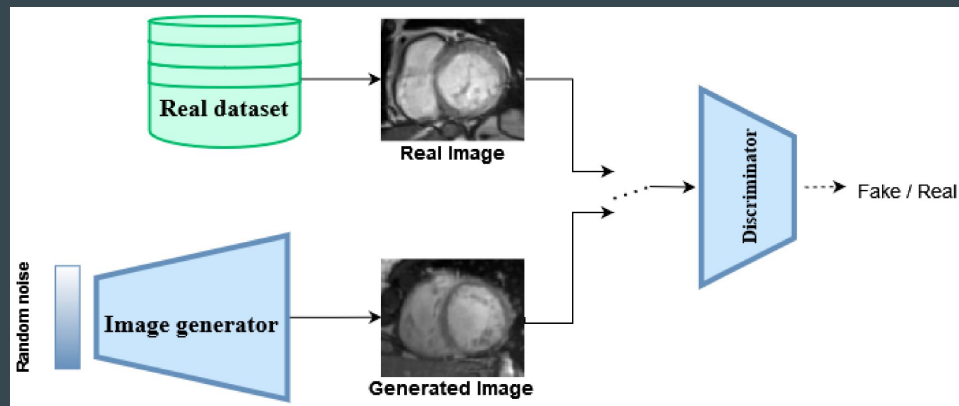 Real dataset
Real Image
Random noise
Image generator
Generated Image
Discriminator
Fake / Real